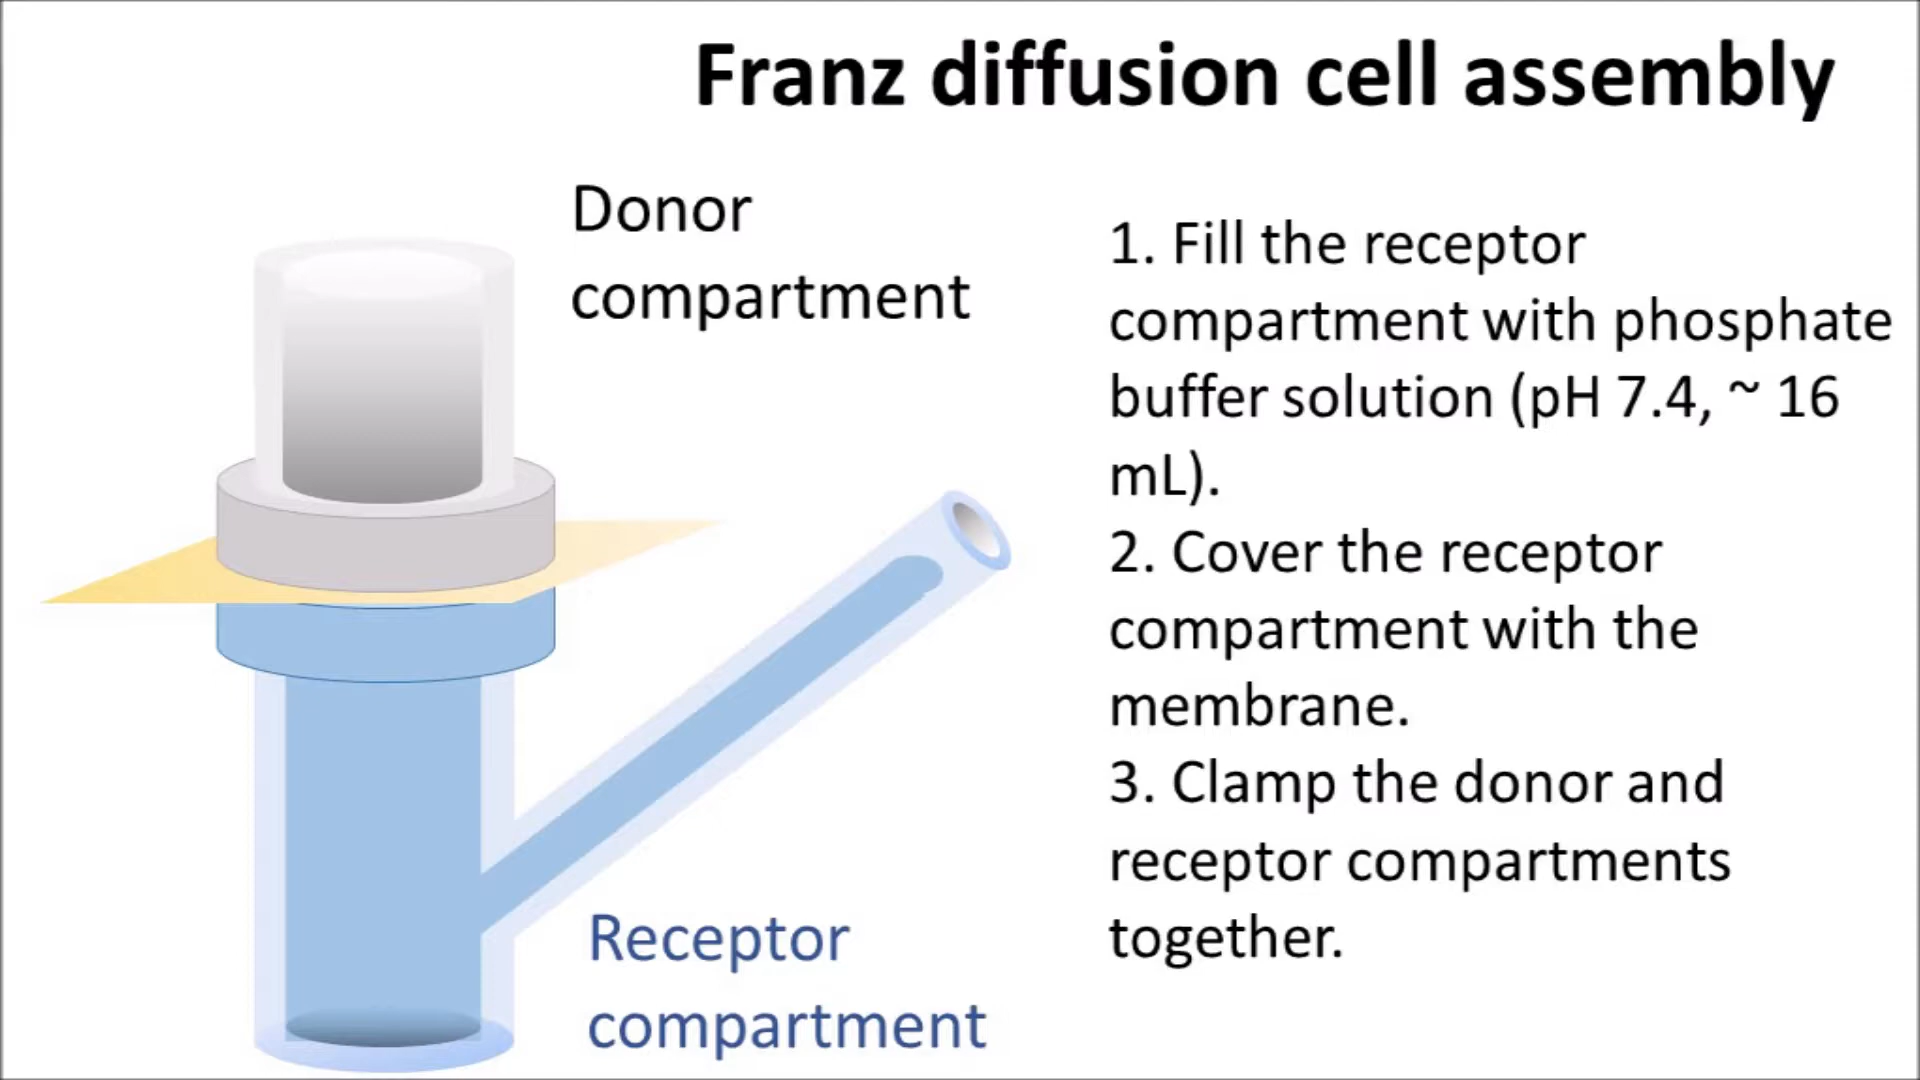 Franz diffusion cell assembly
Donor
compartment
1. Fill the receptor
compartment with phosphate
buffer solution (pH 7.4, ~ 16
mL).
2. Cover the receptor
compartment with the
membrane.
3. Clamp the donor and
receptor compartments
together.
Receptor
compartment